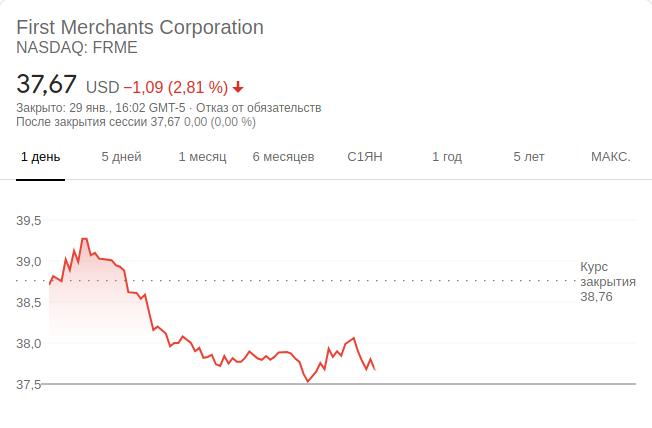 First Merchants Corporation
NASDAQ: FRME
37,67 USD −1,09 (2,81 %)
Закрыто: 29 янв., 16:02 GMT-5 · Отказ от обязательств
После закрытия сессии 37,67 0,00 (0,00 %)
1 день 5 дней 1 месяц 6 месяцев С1ЯН 1 год 5 лет МАКС.
39,5
39,0
Курс
закрытия
38,76
38,5
38,0
37,5